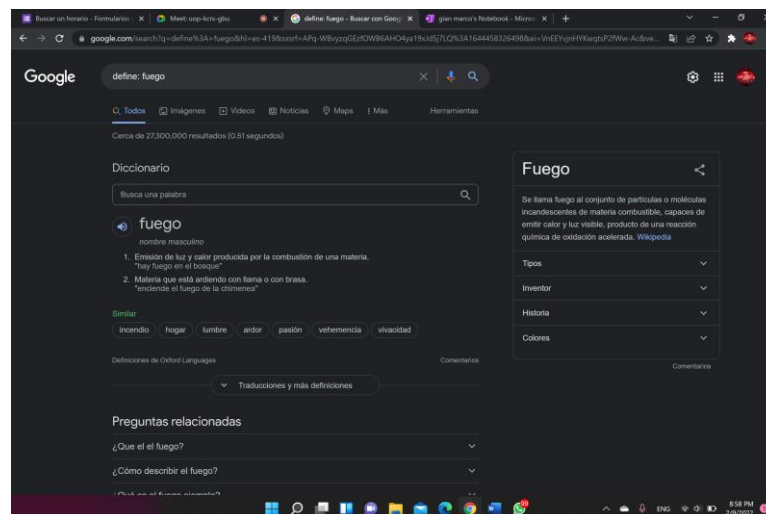 Buscar un horario - Formularios
Meet: uop-kcrx-gbu
define: fuego - Buscar con Goog
gian marco's Notebook - Micros
google.com/search?q=define%3A+fuego&hl=es-419
Google
define: fuego
Todos Imágenes Videos Noticias Maps Más Herramientas
Cerca de 27,300,000 resultados (0.51 segundos)
Diccionario
Busca una palabra
fuego
nombre masculino
1. Emisión de luz y calor producida por la combustión de una materia.
"hay fuego en el bosque"
2. Materia que está ardiendo con llama o con brasa.
"enciende el fuego de la chimenea"
Similar
incendio hogar lumbre ardor pasión vehemencia vivacidad
Definiciones de Oxford Languages Comentarios
Traducciones y más definiciones
Preguntas relacionadas
¿Que el el fuego?
¿Cómo describir el fuego?
Fuego
Se llama fuego al conjunto de partículas o moléculas
incandescentes de materia combustible, capaces de
emitir calor y luz visible, producto de una reacción
química de oxidación acelerada. Wikipedia
Tipos
Inventor
Historia
Colores
Comentarios
99
ENG
8:58 PM
2/9/2022